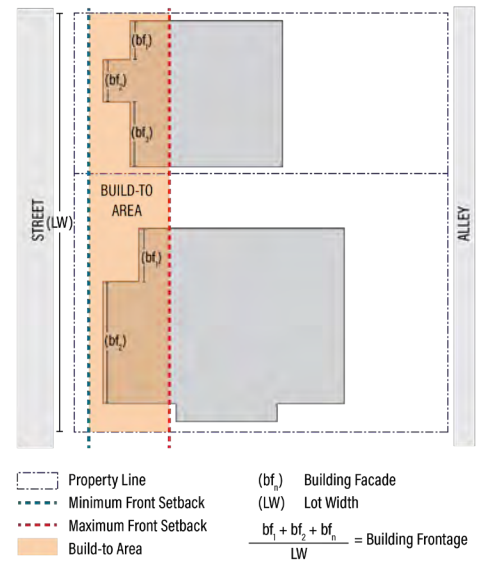 (bf₁)
(bf₂)
(bf₃)
BUILD-TO
AREA
STREET
(LW)
ALLEY
(bf₁)
(bf₂)
Property Line
Minimum Front Setback
Maximum Front Setback
Build-to Area
(bfₙ) Building Facade
(LW) Lot Width
bf₁ + bf₂ + bfₙ
LW
= Building Frontage